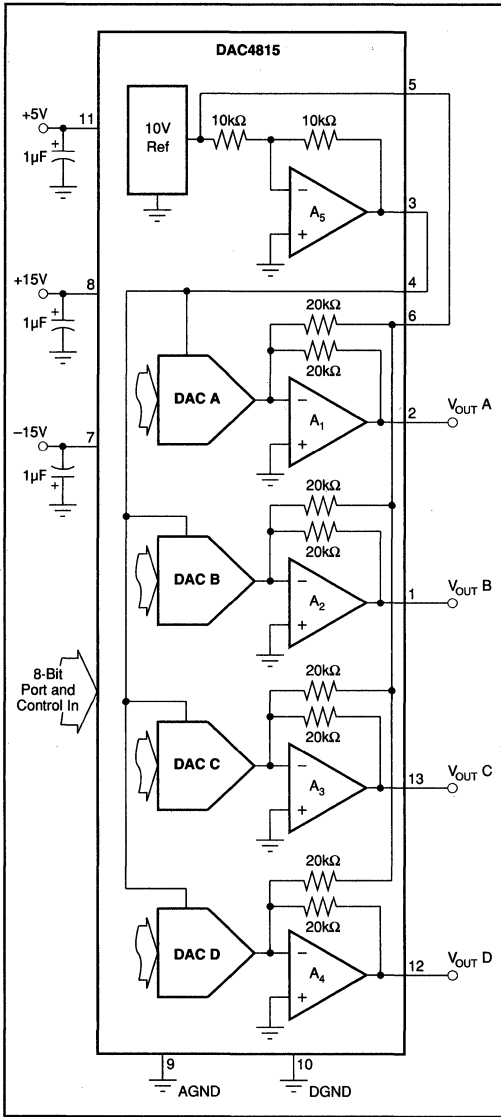 DAC4815
+5V
11
1µF
+
10V
Ref
10kΩ
10kΩ
5
−
+
A5
3
+15V
8
1µF
+
4
6
20kΩ
20kΩ
DAC A
−
+
A1
2
VOUT A
−15V
7
1µF
+
20kΩ
20kΩ
DAC B
−
+
A2
1
VOUT B
8-Bit
Port and
Control In
20kΩ
20kΩ
DAC C
−
+
A3
13
VOUT C
20kΩ
20kΩ
DAC D
−
+
A4
12
VOUT D
9
AGND
10
DGND